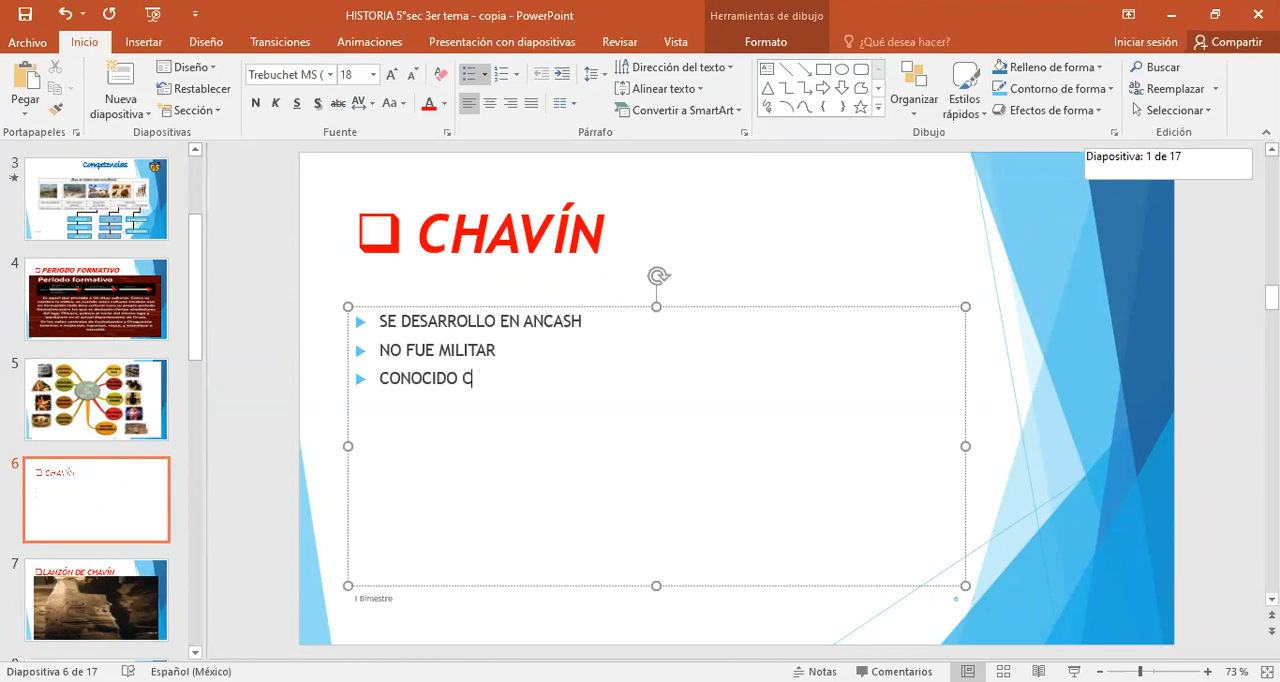 HISTORIA 5°sec 3er tema - copia - PowerPoint
Herramientas de dibujo
Archivo Inicio Insertar Diseño Transiciones Animaciones Presentación con diapositivas Revisar Vista Formato ¿Qué desea hacer? Iniciar sesión Compartir
Pegar
Portapapeles
Nueva diapositiva
Diseño
Restablecer
Sección
Diapositivas
Trebuchet MS ( 18
N K S S abc AV Aa A
Fuente
Dirección del texto
Alinear texto
Convertir a SmartArt
Párrafo
Organizar
Estilos rápidos
Relleno de forma
Contorno de forma
Efectos de forma
Dibujo
Buscar
Reemplazar
Seleccionar
Edición
Diapositiva: 1 de 17
3
Competencias
4
PERIODO FORMATIVO
Periodo formativo
5
6
CHAVÍN
7
LANZÓN DE CHAVÍN
CHAVÍN
SE DESARROLLO EN ANCASH
NO FUE MILITAR
CONOCIDO C
I Bimestre
6
Diapositiva 6 de 17
Español (México)
Notas
Comentarios
73 %